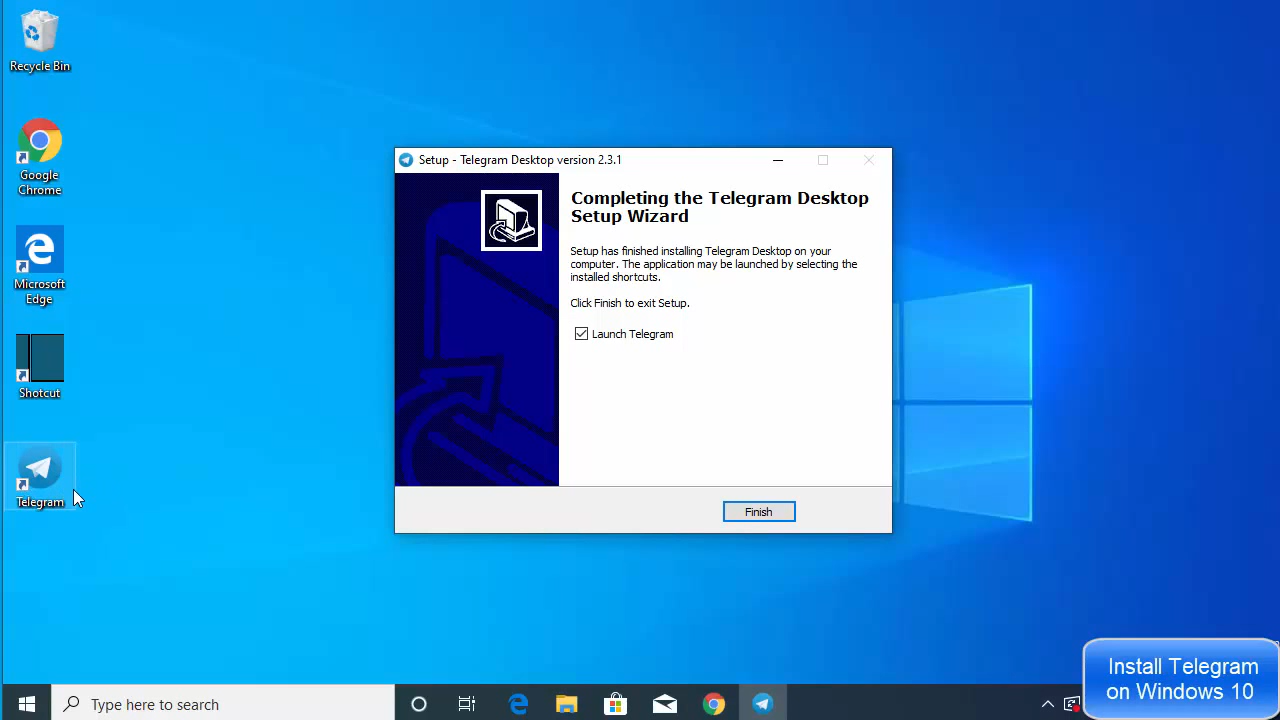 Recycle Bin
Google
Chrome
Microsoft
Edge
Shotcut
Telegram
Setup - Telegram Desktop version 2.3.1
Completing the Telegram Desktop
Setup Wizard
Setup has finished installing Telegram Desktop on your
computer. The application may be launched by selecting the
installed shortcuts.
Click Finish to exit Setup.
Launch Telegram
Finish
Type here to search
Install Telegram
on Windows 10